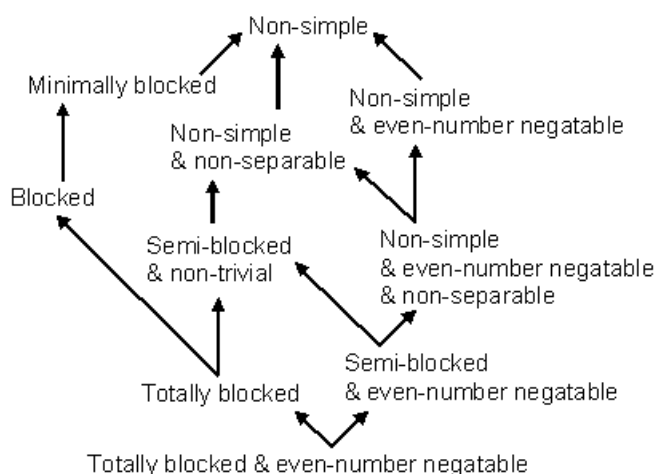 Non-simple
Minimally blocked
Non-simple
& even-number negatable
Non-simple
& non-separable
Blocked
Semi-blocked
& non-trivial
Non-simple
& even-number negatable
& non-separable
Totally blocked
Semi-blocked
& even-number negatable
Totally blocked & even-number negatable